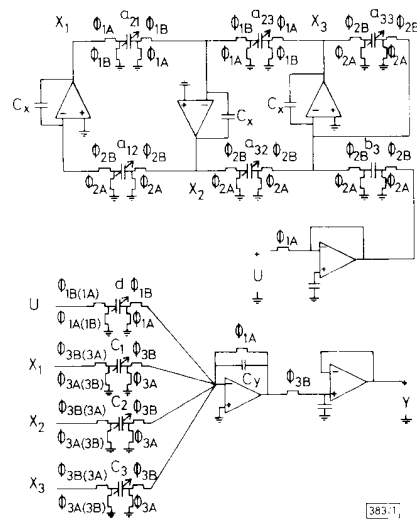 X₁ ϕ1A a21 ϕ1B ϕ1A a23 ϕ1B X₃ ϕ2B a33 ϕ2B
ϕ1B ϕ1A ϕ1A ϕ1B ϕ2A ϕ2A
Cx Cx Cx
ϕ2B a12 ϕ2B ϕ2B a32 ϕ2B ϕ2B b3 ϕ2B
ϕ2A ϕ2A X₂ ϕ2A ϕ2A ϕ2A ϕ2A
ϕ1A
U
U ϕ1B(1A) d ϕ1B
ϕ1A(1B) ϕ1A
X₁ ϕ3B(3A) C1 ϕ3B
ϕ3A(3B) ϕ3A
X₂ ϕ3B(3A) C2 ϕ3B
ϕ3A(3B) ϕ3A
X₃ ϕ3B(3A) C3 ϕ3B
ϕ3A(3B) ϕ3A
ϕ1A
Cy ϕ3B
Y
383/1